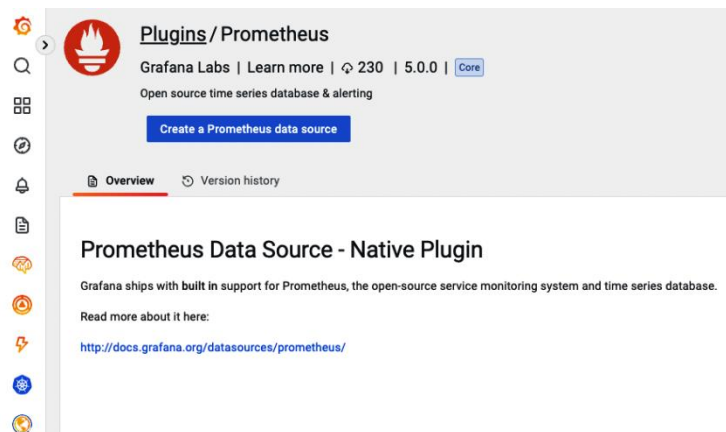 Plugins / Prometheus
Grafana Labs | Learn more | 230 | 5.0.0 | Core
Open source time series database & alerting
Create a Prometheus data source
Overview Version history
Prometheus Data Source - Native Plugin
Grafana ships with built in support for Prometheus, the open-source service monitoring system and time series database.
Read more about it here:
http://docs.grafana.org/datasources/prometheus/